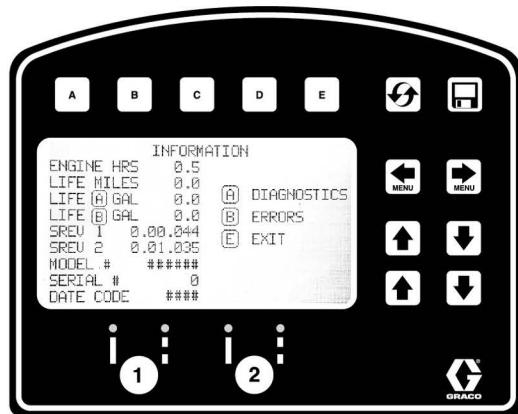 A B C D E
INFORMATION
ENGINE HRS 0.5
LIFE MILES 0.0
LIFE A GAL 0.0
LIFE B GAL 0.0
SREV 1 0.00.044
SREV 2 0.01.035
MODEL # ######
SERIAL # 0
DATE CODE ####
A DIAGNOSTICS
B ERRORS
E EXIT
MENU MENU
1 2
G
GRACO